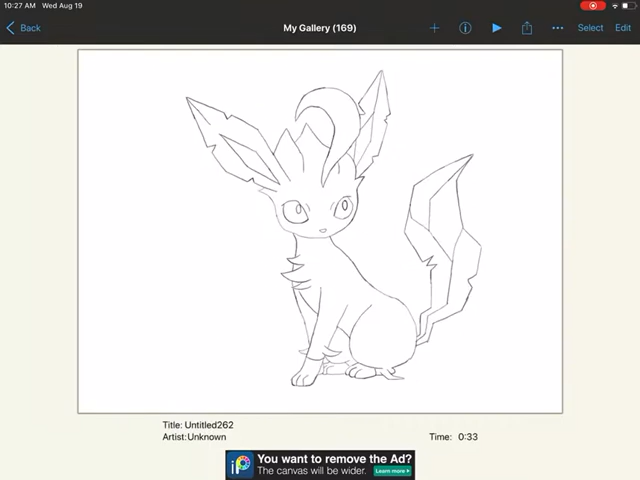 10:27 AM Wed Aug 19
Back
My Gallery (169)
Select
Edit
Title: Untitled262
Artist:Unknown
Time: 0:33
iP
You want to remove the Ad?
The canvas will be wider.
Learn more